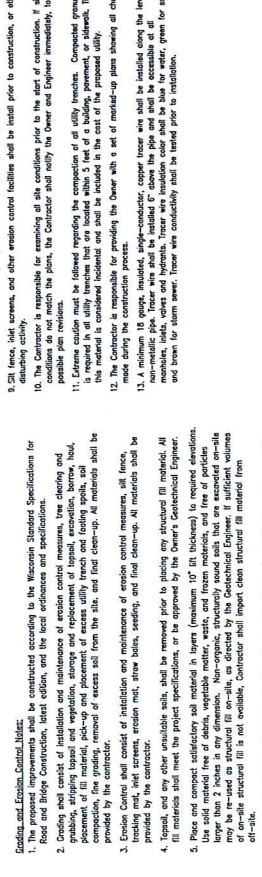 Grading and Erosion Control Notes:
1. The proposed improvements shall be constructed according to the Wisconsin Standard Specifications for
Road and Bridge Construction, latest edition, and the local ordinances and specifications.
2. Grading shall consist of installation and maintenance of erosion control measures, tree clearing and
grubbing, stripping topsoil and vegetation, storage and replacement of topsoil, excavation, borrow, haul,
placement of fill material, pick-up and placement of excess utility trench and footing spoils, soil
compaction, fine grading, removal of excess soil from the site, and final clean-up. All materials shall be
provided by the contractor.
3. Erosion Control shall consist of installation and maintenance of erosion control measures, silt fence,
tracking mat, inlet screens, erosion mat, straw bales, seeding, and final clean-up. All materials shall be
provided by the contractor.
4. Topsoil, and any other unsuitable soils, shall be removed prior to placing any structural fill material. All
fill materials shall meet the project specifications, or be approved by the Owner's Geotechnical Engineer.
5. Place and compact satisfactory soil material in layers (maximum 10" lift thickness) to required elevations.
Use solid material free of debris, vegetable matter, waste, and frozen materials, and free of particles
larger than 2 inches in any dimension. Non-organic, structurally sound soils that are excavated on-site
may be re-used as structural fill on-site, as directed by the Geotechnical Engineer. If sufficient volumes
of on-site structural fill is not available, Contractor shall import clean structural fill material from
off-site.
9. Silt fence, inlet screens, and other erosion control facilities shall be install prior to construction, or
disturbing activity.
10. The Contractor is responsible for examining all site conditions prior to the start of construction. If
conditions do not match the plans, the Contractor shall notify the Owner and Engineer immediately, to
possible plan revisions.
11. Extreme caution must be followed regarding the compaction of all utility trenches. Compacted
is required in all utility trenches that are located within 5 feet of a building, pavement, or sidewalk.
this material is considered incidental and shall be included in the cost of the proposed utility.
12. The Contractor is responsible for providing the Owner with a set of marked-up plans showing all
made during the construction process.
13. A minimum 18 gauge, insulated, single-conductor, copper tracer wire shall be installed along the
non-metallic pipe. Tracer wire shall be installed 6" above the pipe and shall be accessible at all
manholes, inlets, valves and hydrants. Tracer wire insulation color shall be blue for water, green for
and brown for storm sewer. Tracer wire conductivity shall be tested prior to installation.